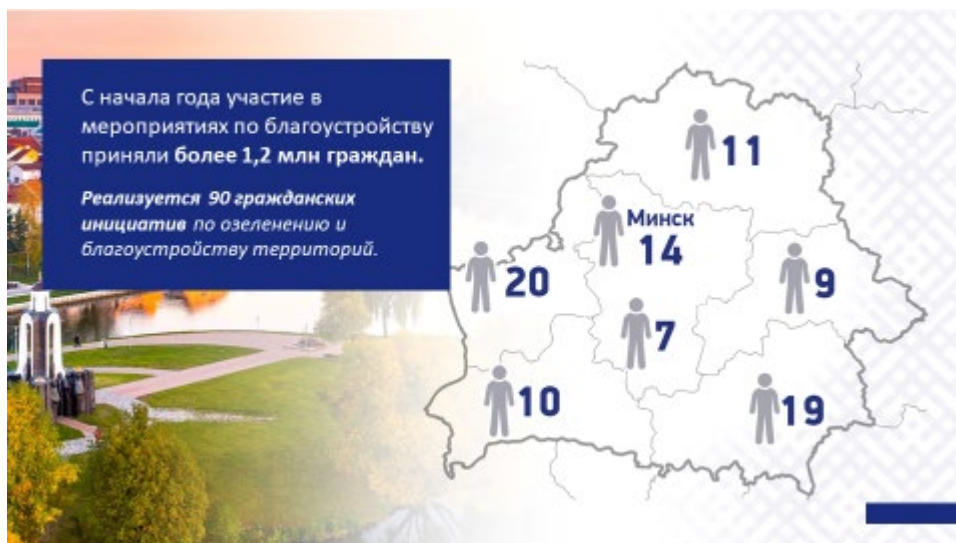 С начала года участие в
мероприятиях по благоустройству
приняли более 1,2 млн граждан.
Реализуется 90 гражданских
инициатив по озеленению и
благоустройству территорий.
11
Минск
14
20
9
7
10
19